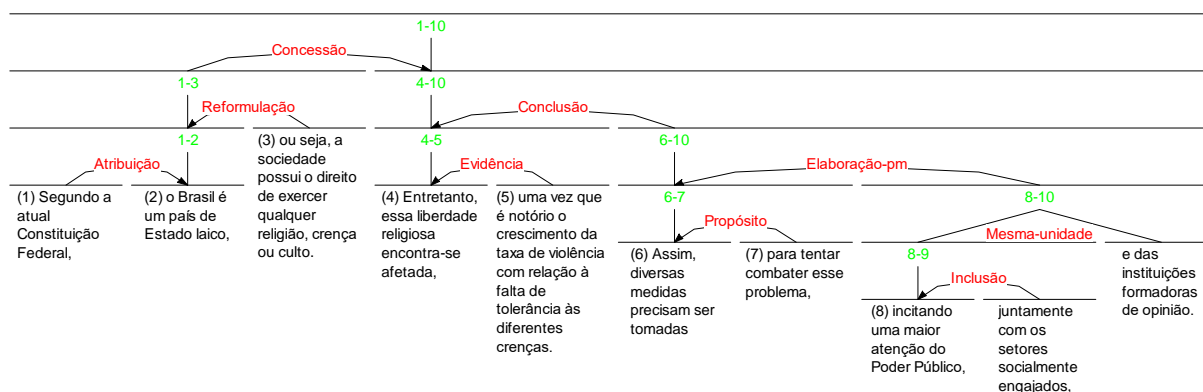 1-10
Concessão
1-3
4-10
Reformulação
Conclusão
1-2
(3) ou seja, a
sociedade
possui o direito
de exercer
qualquer
religião, crença
ou culto.
4-5
6-10
Atribuição
Evidência
Elaboração-pm
(1) Segundo a
atual
Constituição
Federal,
(2) o Brasil é
um país de
Estado laico,
(4) Entretanto,
essa liberdade
religiosa
encontra-se
afetada,
(5) uma vez que
é notório o
crescimento da
taxa de violência
com relação à
falta de
tolerância às
diferentes
crenças.
6-7
8-10
Propósito
Mesma-unidade
(6) Assim,
diversas
medidas
precisam ser
tomadas
(7) para tentar
combater esse
problema,
8-9
e das
instituições
formadoras
de opinião.
Inclusão
(8) incitando
uma maior
atenção do
Poder Público,
juntamente
com os
setores
socialmente
engajados,